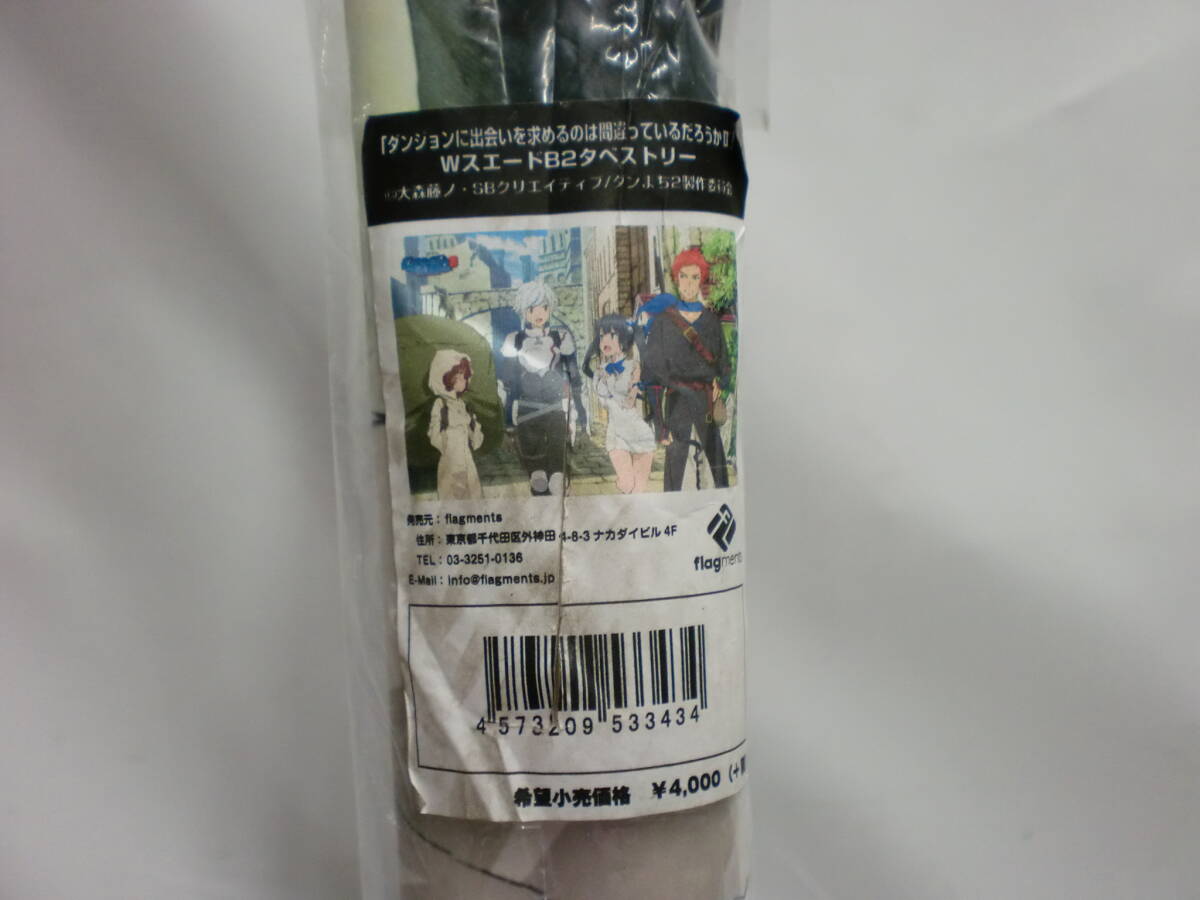 「ダンジョンに出会いを求めるのは間違っているだろうかⅡ」
WスエードB2タペストリー
©大森藤ノ・SBクリエイティブ/ダンまち2製作委員会
発売元：flagments
住所：東京都千代田区外神田 4-8-3 ナカダイビル 4F
TEL：03-3251-0136
E-Mail：info@flagments.jp
flagments
4 573209 533434
希望小売価格 ￥4,000 (+